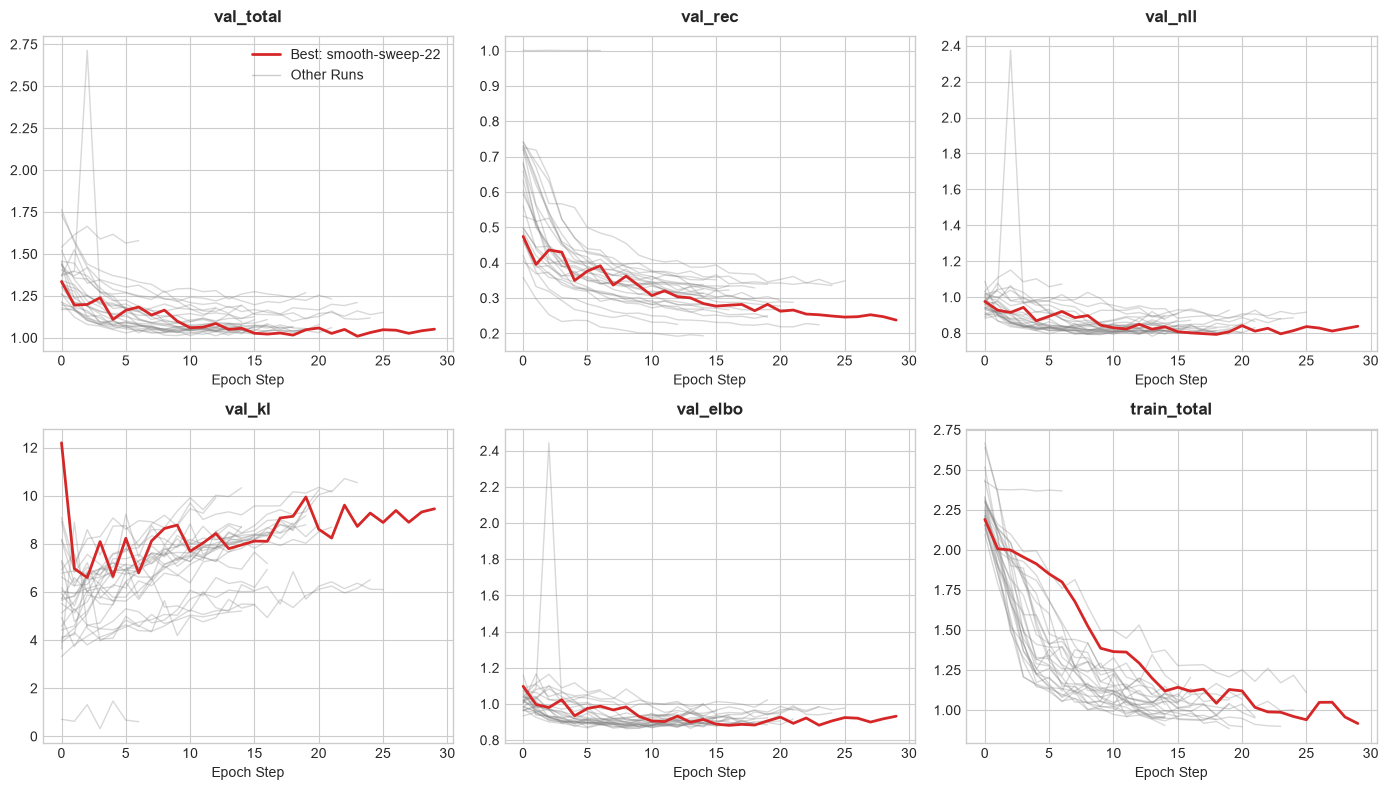 val_total
2.75
2.50
2.25
2.00
1.75
1.50
1.25
1.00
0 5 10 15 20 25 30
Epoch Step
Best: smooth-sweep-22
Other Runs
val_rec
1.0
0.9
0.8
0.7
0.6
0.5
0.4
0.3
0.2
0 5 10 15 20 25 30
Epoch Step
val_nll
2.4
2.2
2.0
1.8
1.6
1.4
1.2
1.0
0.8
0 5 10 15 20 25 30
Epoch Step
val_kl
12
10
8
6
4
2
0
0 5 10 15 20 25 30
Epoch Step
val_elbo
2.4
2.2
2.0
1.8
1.6
1.4
1.2
1.0
0.8
0 5 10 15 20 25 30
Epoch Step
train_total
2.75
2.50
2.25
2.00
1.75
1.50
1.25
1.00
0 5 10 15 20 25 30
Epoch Step